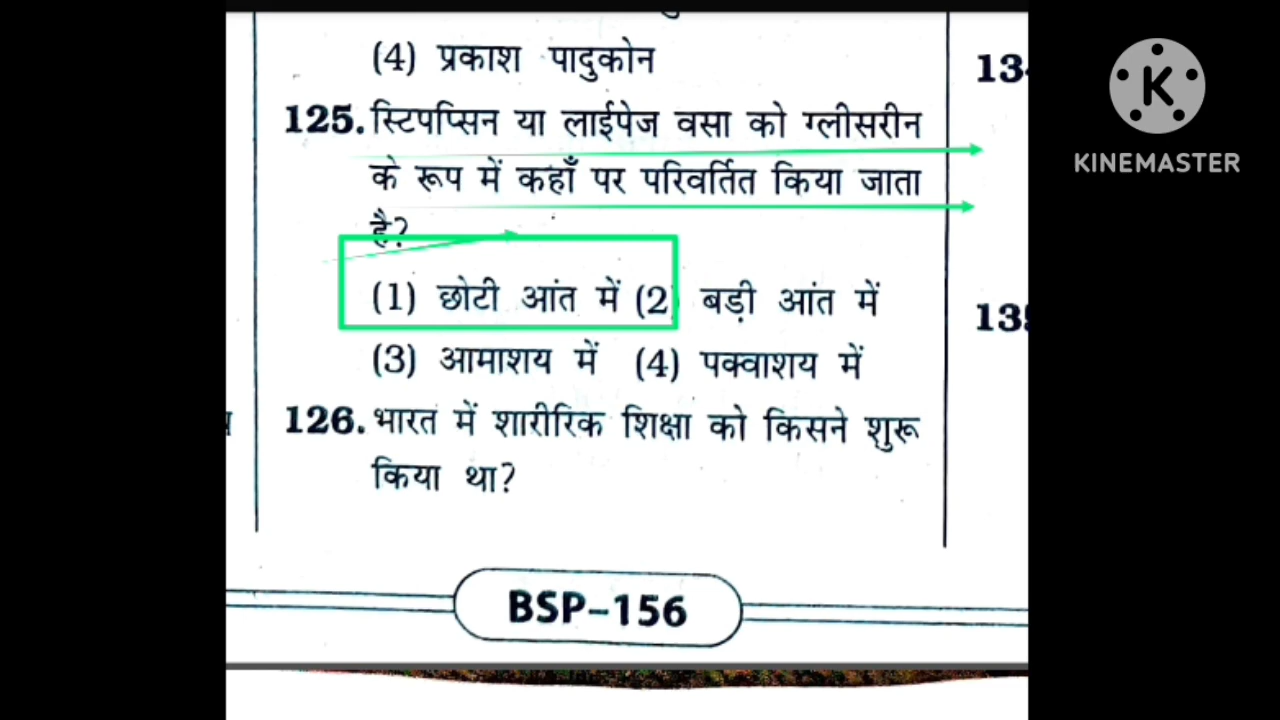 (4) प्रकाश पादुकोन
125. स्टिपप्सिन या लाईपेज वसा को ग्लीसरीन
के रूप में कहाँ पर परिवर्तित किया जाता
है?
(1) छोटी आंत में (2) बड़ी आंत में
(3) आमाशय में (4) पक्वाशय में
126. भारत में शारीरिक शिक्षा को किसने शुरू
किया था?
BSP-156
K
KINEMASTER